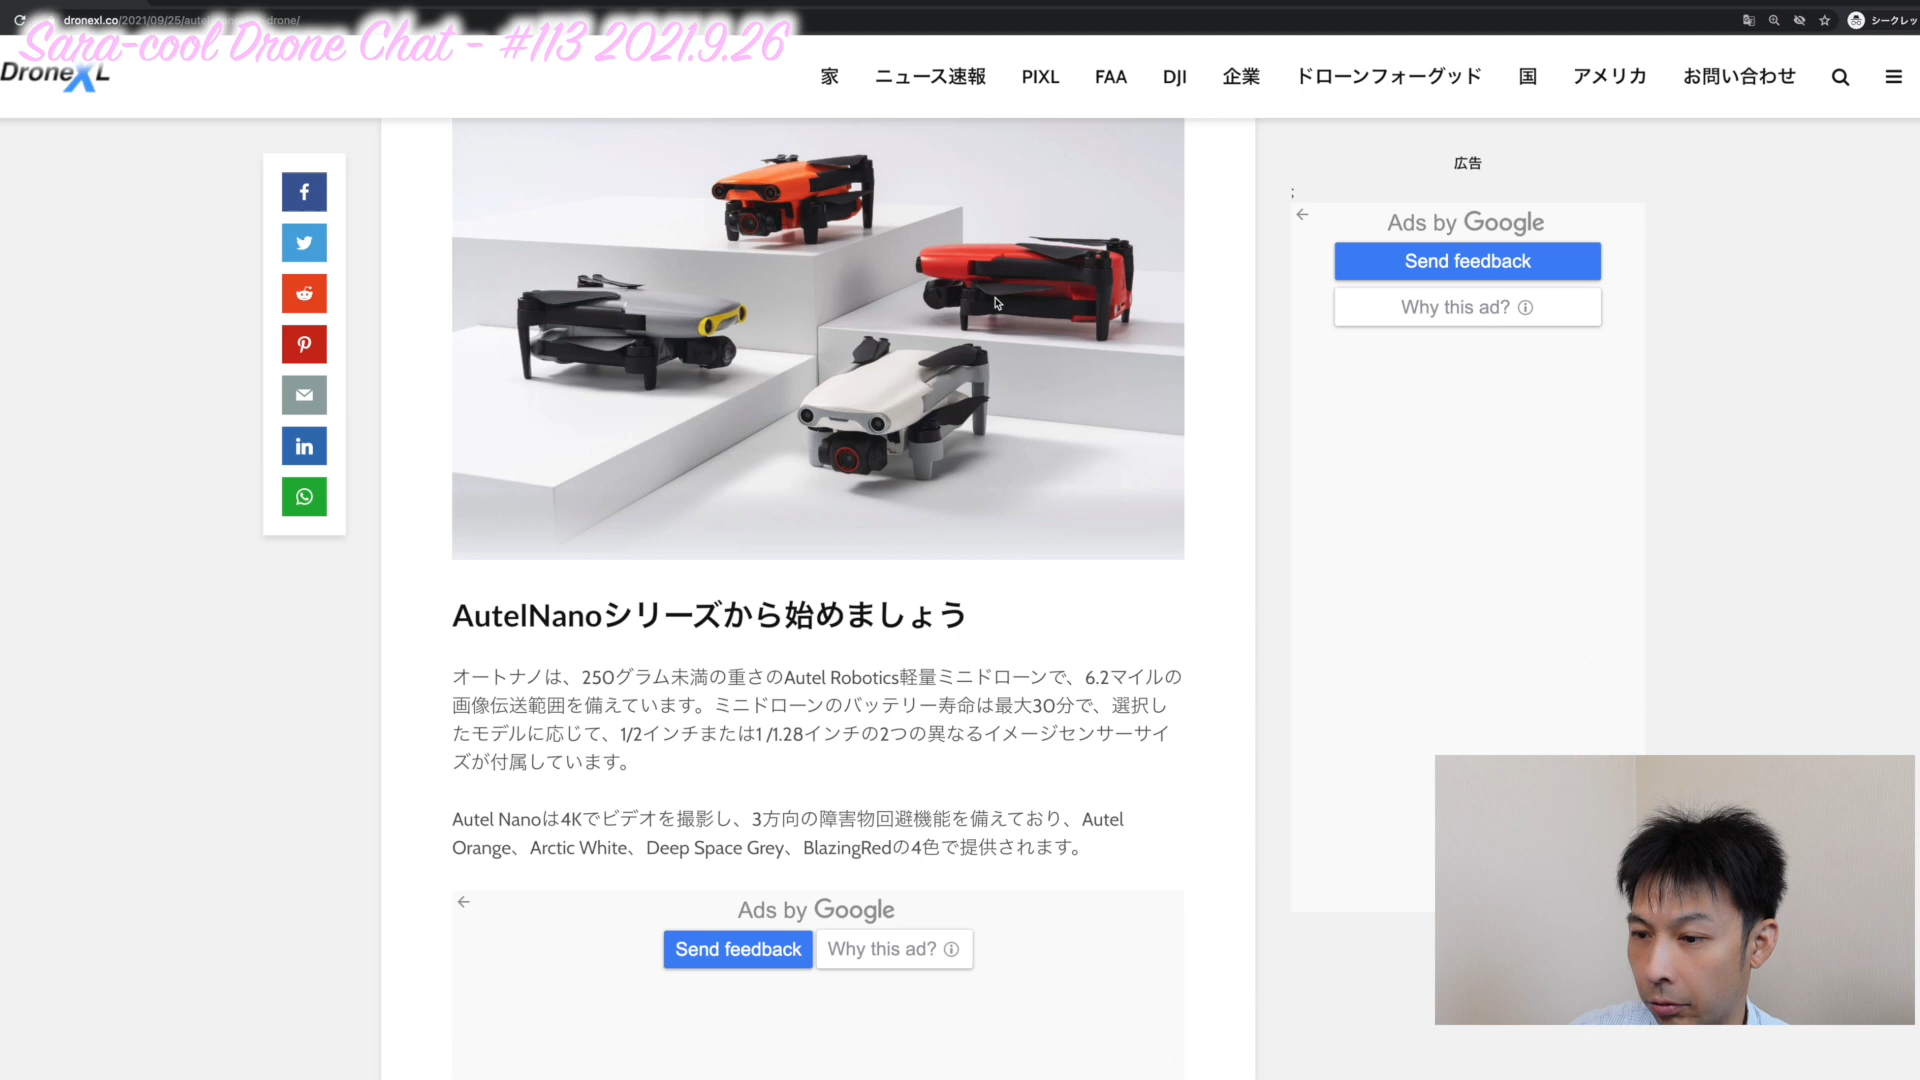 dronexl.co/2021/09/25/autel-nano-drone/
シークレッ
Sara-cool Drone Chat - #113 2021.9.26
DroneXL
家 ニュース速報 PIXL FAA DJI 企業 ドローンフォーグッド 国 アメリカ お問い合わせ
広告
;
Ads by Google
Send feedback
Why this ad?
AutelNanoシリーズから始めましょう
オートナノは、250グラム未満の重さのAutel Robotics軽量ミニドローンで、6.2マイルの
画像伝送範囲を備えています。ミニドローンのバッテリー寿命は最大30分で、選択し
たモデルに応じて、1/2インチまたは1 /1.28インチの2つの異なるイメージセンサーサイ
ズが付属しています。
Autel Nanoは4Kでビデオを撮影し、3方向の障害物回避機能を備えており、Autel
Orange、Arctic White、Deep Space Grey、BlazingRedの4色で提供されます。
Ads by Google
Send feedback Why this ad?